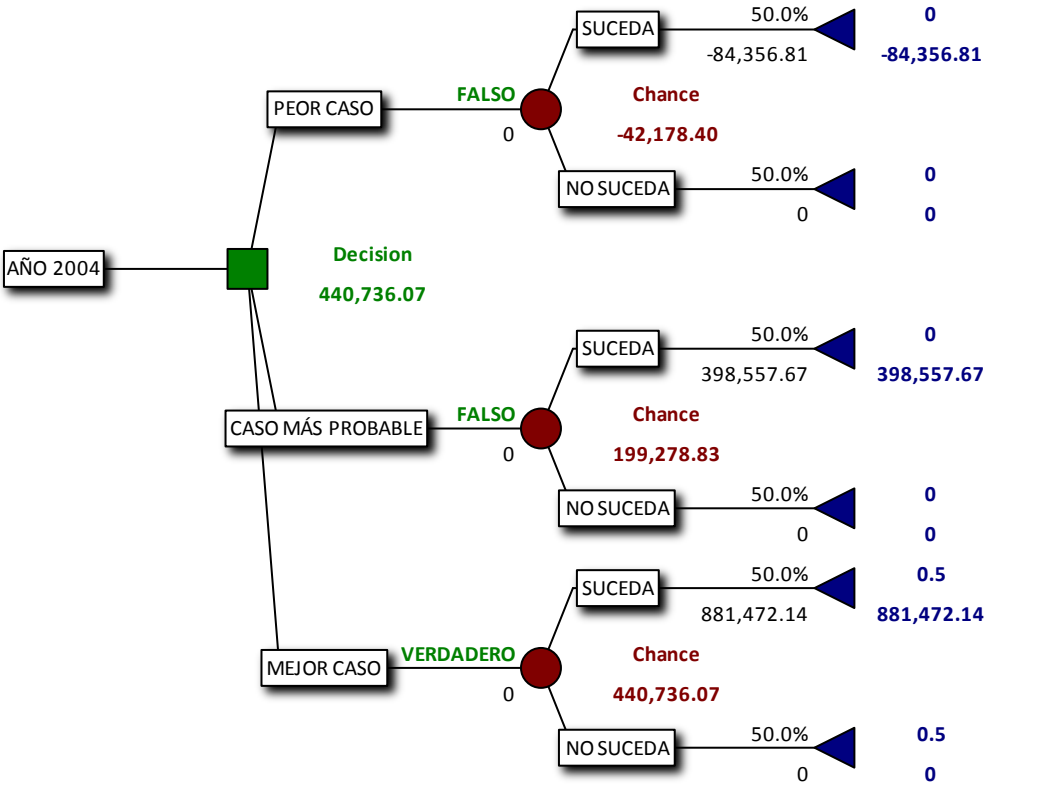 50.0% 0
SUCEDA
-84,356.81 -84,356.81
FALSO Chance
PEOR CASO
0 -42,178.40
50.0% 0
NO SUCEDA
0 0
Decision
AÑO 2004
440,736.07
50.0% 0
SUCEDA
398,557.67 398,557.67
FALSO Chance
CASO MÁS PROBABLE
0 199,278.83
50.0% 0
NO SUCEDA
0 0
50.0% 0.5
SUCEDA
881,472.14 881,472.14
VERDADERO Chance
MEJOR CASO
0 440,736.07
50.0% 0.5
NO SUCEDA
0 0